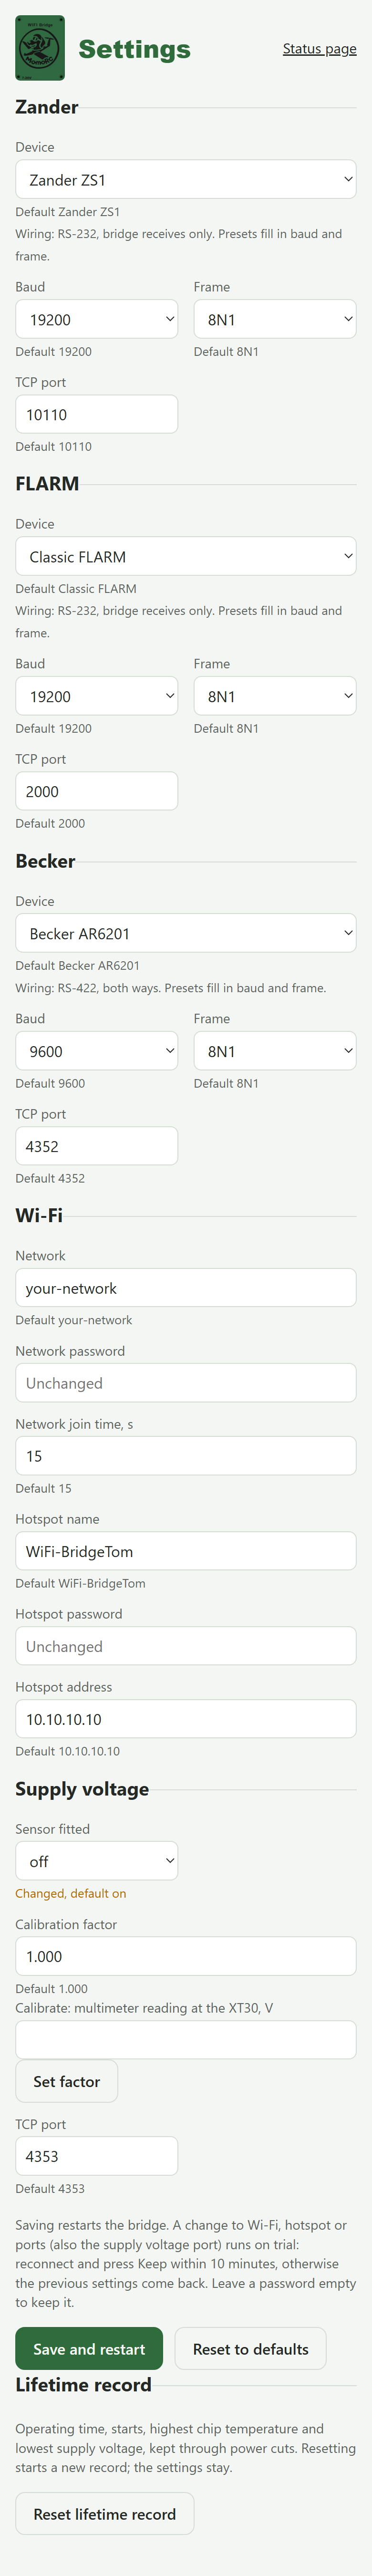 WiFi Bridge
MomoRC
Settings
Status page
Zander
Device
Zander ZS1
Default Zander ZS1
Wiring: RS-232, bridge receives only. Presets fill in baud and
frame.
Baud
Frame
19200
8N1
Default 19200
Default 8N1
TCP port
10110
Default 10110
FLARM
Device
Classic FLARM
Default Classic FLARM
Wiring: RS-232, bridge receives only. Presets fill in baud and
frame.
Baud
Frame
19200
8N1
Default 19200
Default 8N1
TCP port
2000
Default 2000
Becker
Device
Becker AR6201
Default Becker AR6201
Wiring: RS-422, both ways. Presets fill in baud and frame.
Baud
Frame
9600
8N1
Default 9600
Default 8N1
TCP port
4352
Default 4352
Wi-Fi
Network
your-network
Default your-network
Network password
Unchanged
Network join time, s
15
Default 15
Hotspot name
WiFi-BridgeTom
Default WiFi-BridgeTom
Hotspot password
Unchanged
Hotspot address
10.10.10.10
Default 10.10.10.10
Supply voltage
Sensor fitted
off
Changed, default on
Calibration factor
1.000
Default 1.000
Calibrate: multimeter reading at the XT30, V
Set factor
TCP port
4353
Default 4353
Saving restarts the bridge. A change to Wi-Fi, hotspot or
ports (also the supply voltage port) runs on trial:
reconnect and press Keep within 10 minutes, otherwise
the previous settings come back. Leave a password empty
to keep it.
Save and restart
Reset to defaults
Lifetime record
Operating time, starts, highest chip temperature and
lowest supply voltage, kept through power cuts. Resetting
starts a new record; the settings stay.
Reset lifetime record